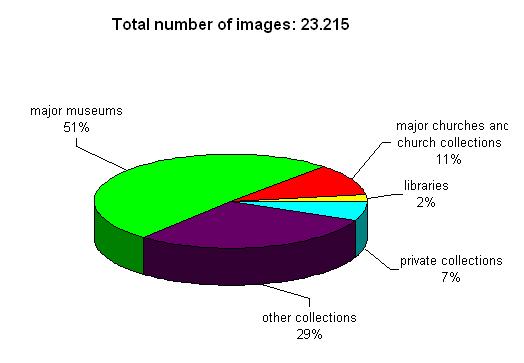 Total number of images: 23.215
major museums
51%
major churches and
church collections
11%
libraries
2%
private collections
7%
other collections
29%